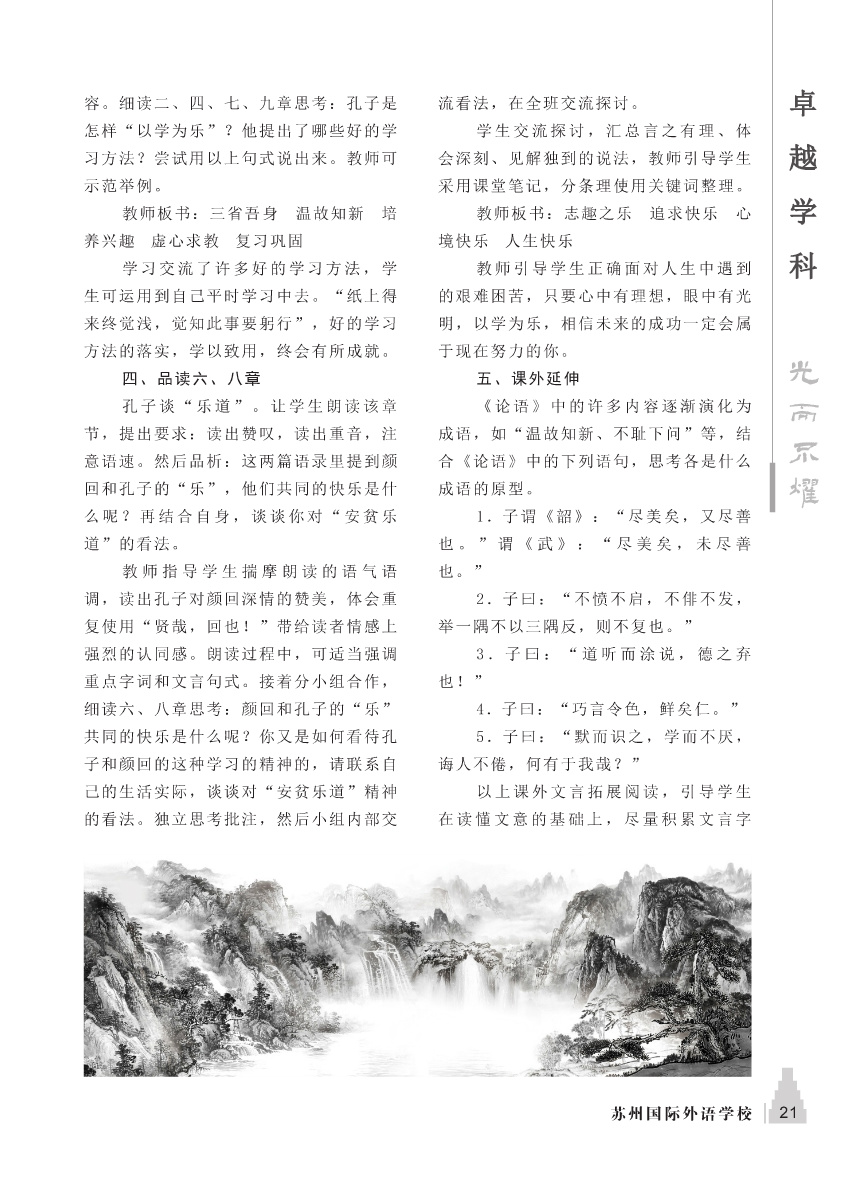 容。细读二、四、七、九章思考：孔子是
怎样“以学为乐”？他提出了哪些好的学
习方法？尝试用以上句式说出来。教师可
示范举例。
教师板书：三省吾身　温故知新　培
养兴趣　虚心求教　复习巩固
学习交流了许多好的学习方法，学
生可运用到自己平时学习中去。“纸上得
来终觉浅，觉知此事要躬行”，好的学习
方法的落实，学以致用，终会有所成就。
四、品读六、八章
孔子谈“乐道”。让学生朗读该章
节，提出要求：读出赞叹，读出重音，注
意语速。然后品析：这两篇语录里提到颜
回和孔子的“乐”，他们共同的快乐是什
么呢？再结合自身，谈谈你对“安贫乐
道”的看法。
教师指导学生揣摩朗读的语气语
调，读出孔子对颜回深情的赞美，体会重
复使用“贤哉，回也！”带给读者情感上
强烈的认同感。朗读过程中，可适当强调
重点字词和文言句式。接着分小组合作，
细读六、八章思考：颜回和孔子的“乐”
共同的快乐是什么呢？你又是如何看待孔
子和颜回的这种学习的精神的，请联系自
己的生活实际，谈谈对“安贫乐道”精神
的看法。独立思考批注，然后小组内部交
流看法，在全班交流探讨。
学生交流探讨，汇总言之有理、体
会深刻、见解独到的说法，教师引导学生
采用课堂笔记，分条理使用关键词整理。
教师板书：志趣之乐　追求快乐　心
境快乐　人生快乐
教师引导学生正确面对人生中遇到
的艰难困苦，只要心中有理想，眼中有光
明，以学为乐，相信未来的成功一定会属
于现在努力的你。
五、课外延伸
《论语》中的许多内容逐渐演化为
成语，如“温故知新、不耻下问”等，结
合《论语》中的下列语句，思考各是什么
成语的原型。
1．子谓《韶》：“尽美矣，又尽善
也。”谓《武》：“尽美矣，未尽善
也。”
2．子曰：“不愤不启，不悱不发，
举一隅不以三隅反，则不复也。”
3．子曰：“道听而涂说，德之弃
也！”
4．子曰：“巧言令色，鲜矣仁。”
5．子曰：“默而识之，学而不厌，
诲人不倦，何有于我哉？”
以上课外文言拓展阅读，引导学生
在读懂文意的基础上，尽量积累文言字
卓越学科
光而不耀
苏州国际外语学校
21